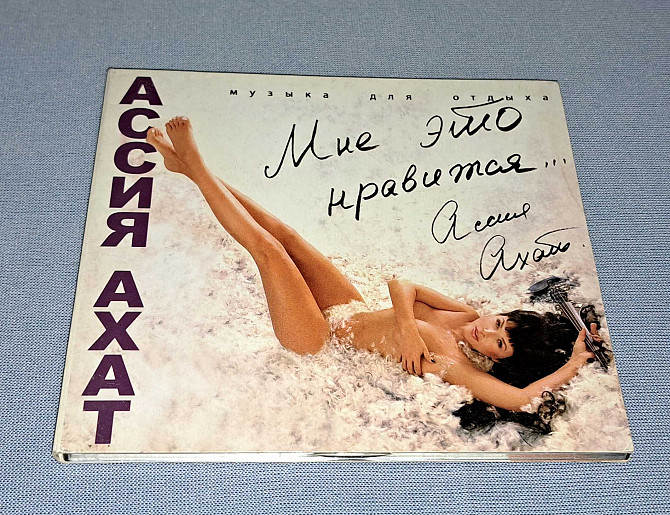 АССИЯ АХАТ
музыка для отдыха
Мне это
нравится...
Ассия
Ахат.